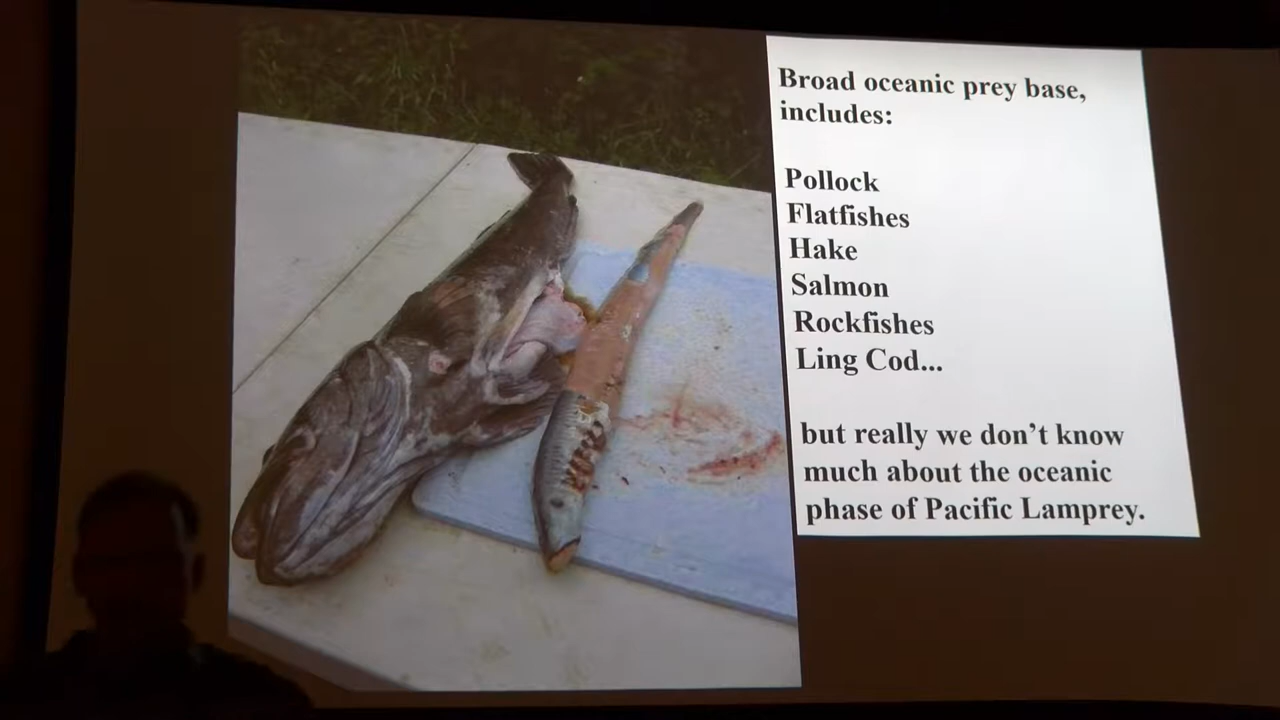 Broad oceanic prey base,
includes:
Pollock
Flatfishes
Hake
Salmon
Rockfishes
Ling Cod...
but really we don't know
much about the oceanic
phase of Pacific Lamprey.